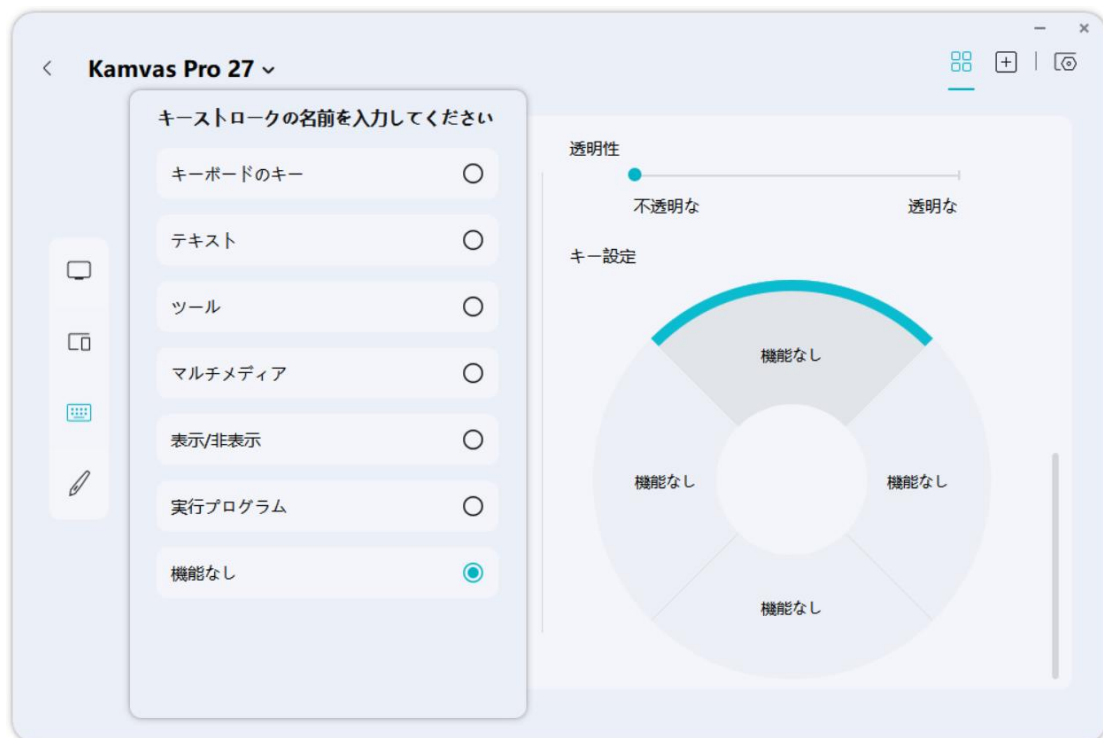 Kamvas Pro 27
キーストロークの名前を入力してください
キーボードのキー
テキスト
ツール
マルチメディア
表示/非表示
実行プログラム
機能なし
透明性
不透明な 透明な
キー設定
機能なし
機能なし 機能なし
機能なし